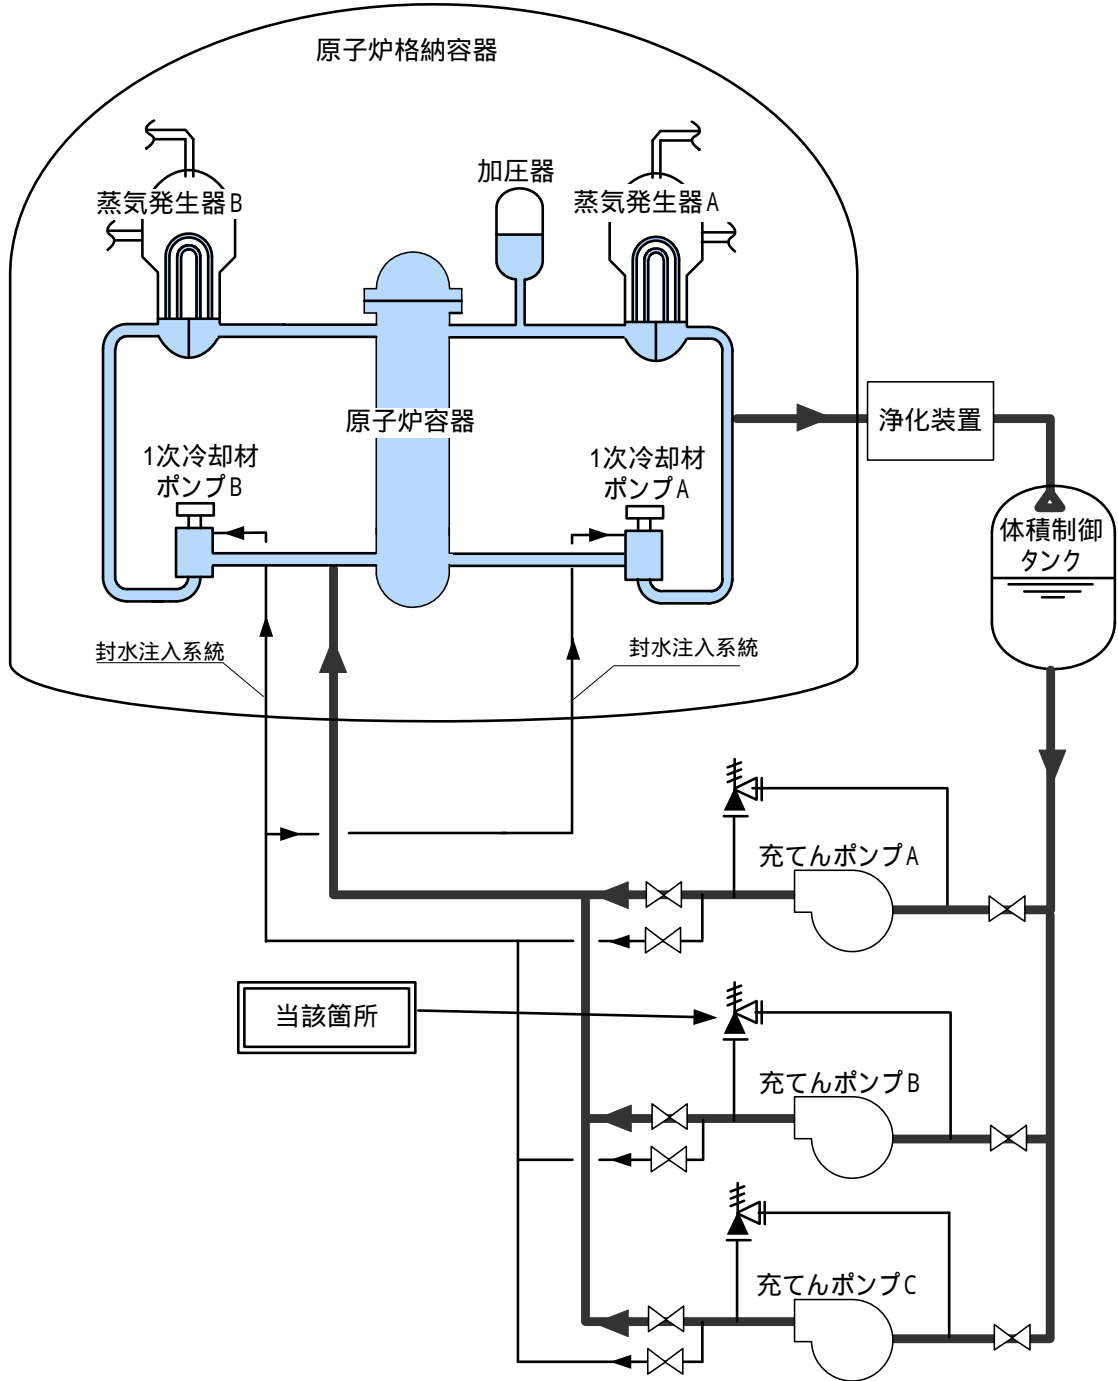 原子炉格納容器
加圧器
蒸気発生器B
蒸気発生器A
原子炉容器
浄化装置
1次冷却材
ポンプB
1次冷却材
ポンプA
体積制御
タンク
封水注入系統
封水注入系統
充てんポンプA
当該箇所
充てんポンプB
充てんポンプC